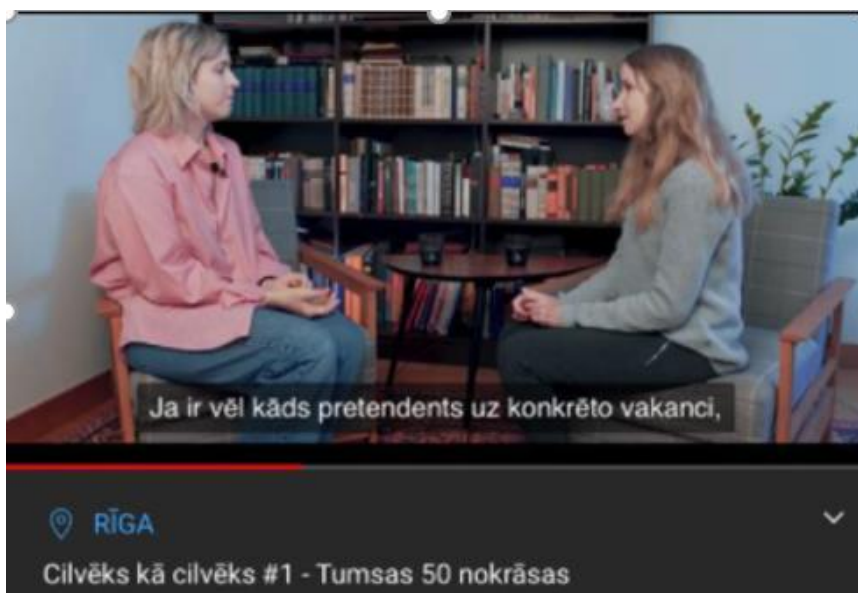 Ja ir vēl kāds pretendents uz konkrēto vakanci,
RĪGA
Cilvēks kā cilvēks #1 - Tumsas 50 nokrāsas